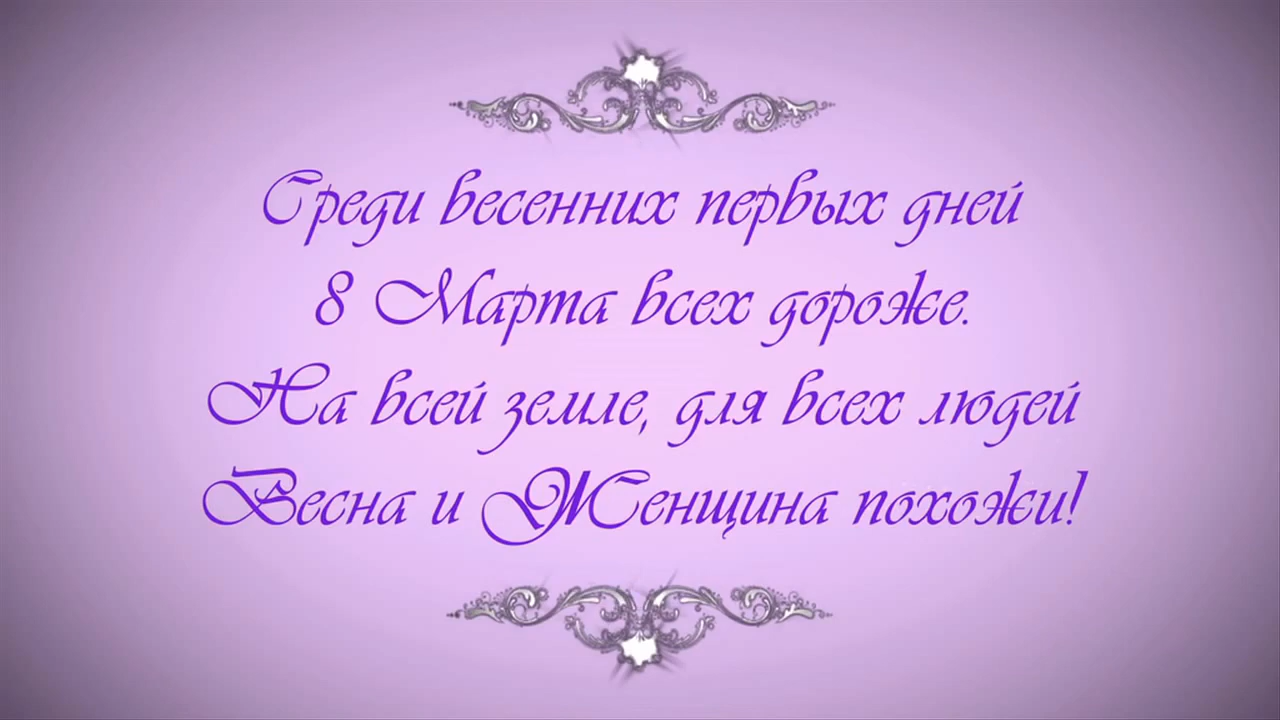 Среди весенних первых дней
8 Марта всех дороже.
На всей земле, для всех людей
Весна и Женщина похожи!